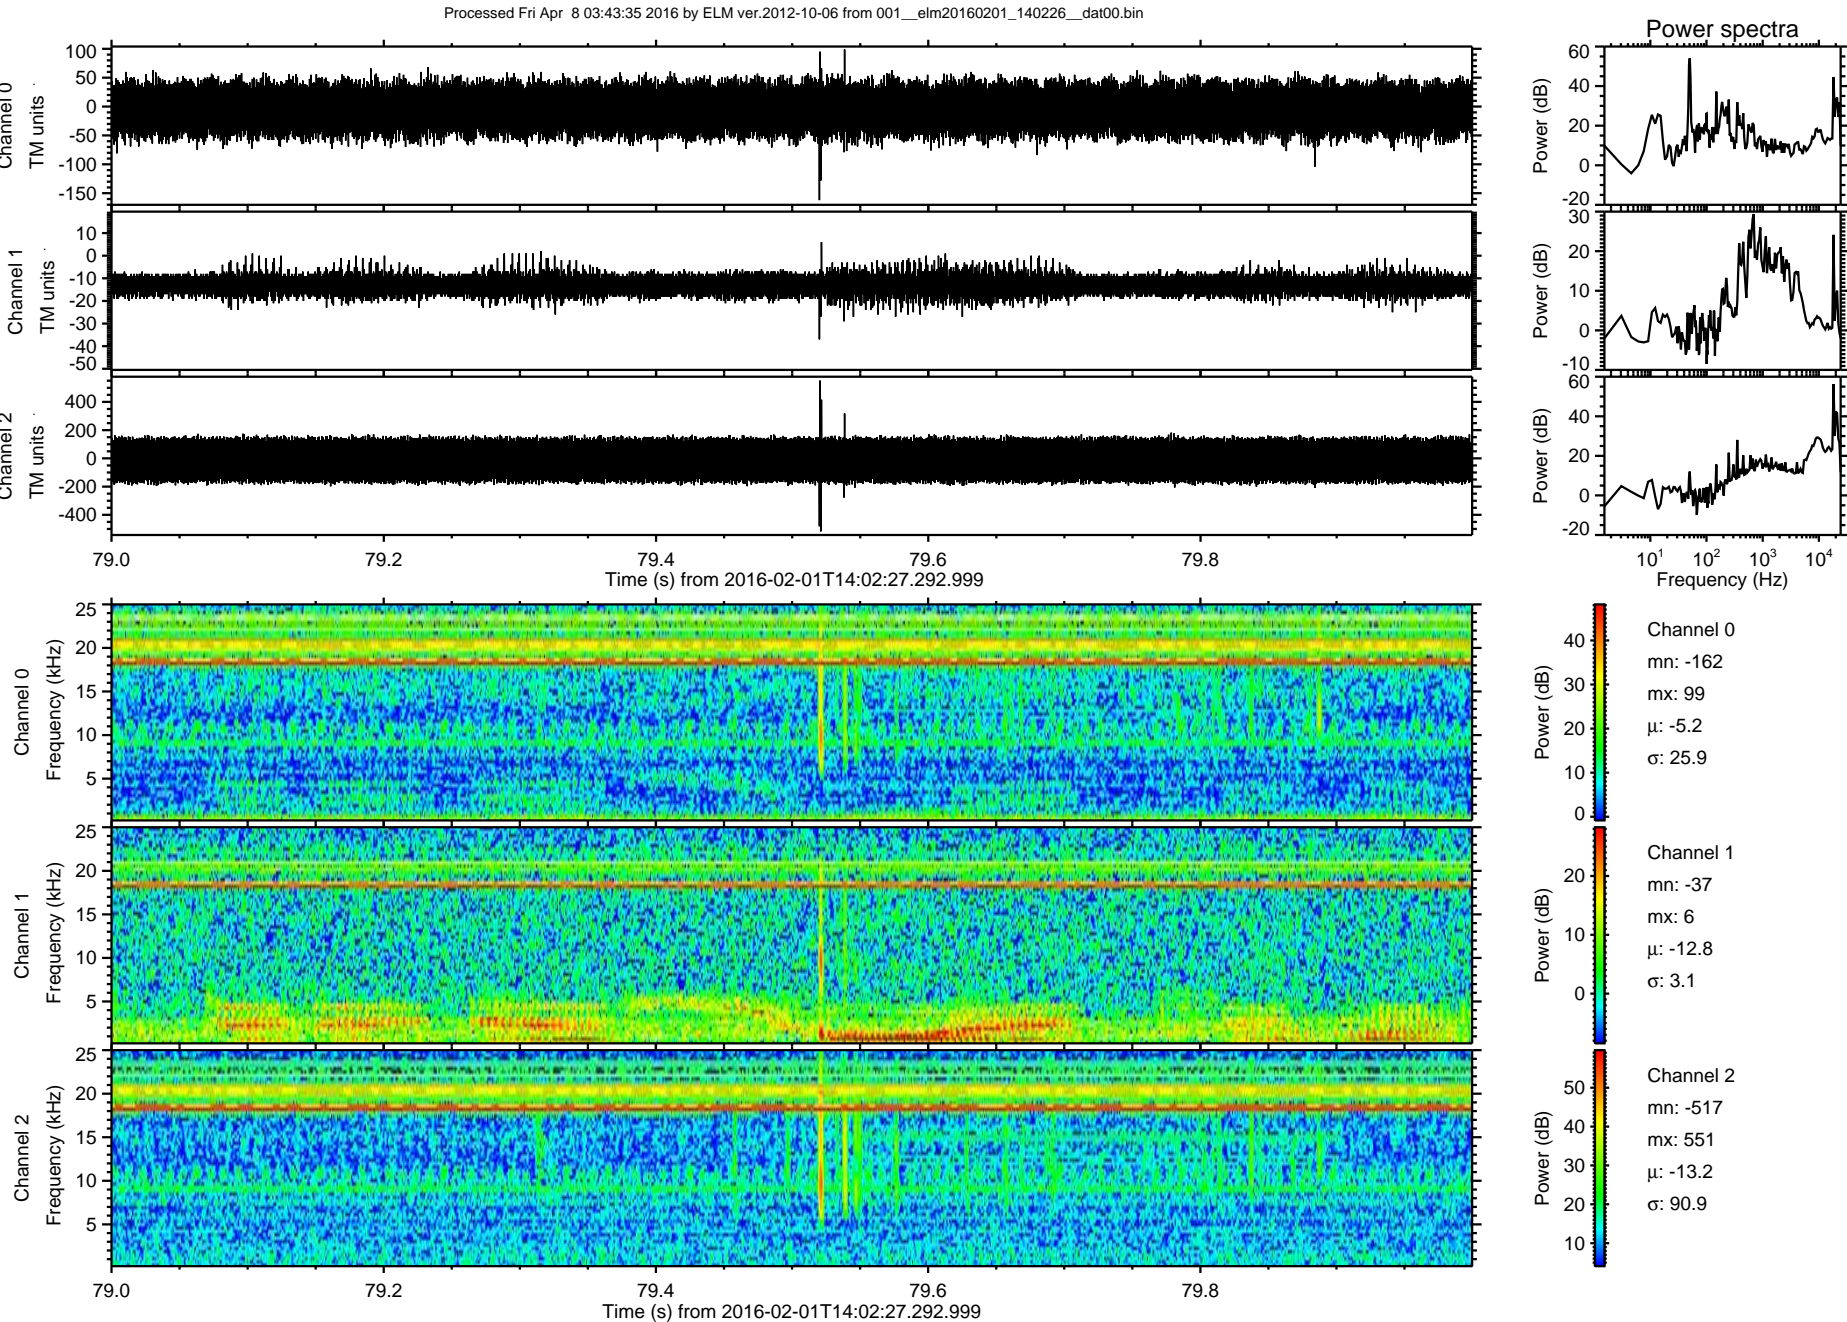 Processed Fri Apr  8 03:43:35 2016 by ELM ver.2012-10-06 from 001__elm20160201_140226__dat00.bin
Power spectra
Channel 0
TM units
100
50
0
-50
-100
-150
Power (dB)
60
40
20
0
-20
Channel 1
TM units
10
0
-10
-20
-30
-40
-50
Power (dB)
30
20
10
0
-10
Channel 2
TM units
400
200
0
-200
-400
Power (dB)
60
40
20
0
-20
79.0 79.2 79.4 79.6 79.8
Time (s) from 2016-02-01T14:02:27.292.999
10¹ 10² 10³ 10⁴
Frequency (Hz)
Channel 0
Frequency (kHz)
25
20
15
10
5
Power (dB)
40
30
20
10
0
Channel 0
mn: -162
mx: 99
μ: -5.2
σ: 25.9
Channel 1
Frequency (kHz)
25
20
15
10
5
Power (dB)
20
10
0
Channel 1
mn: -37
mx: 6
μ: -12.8
σ: 3.1
Channel 2
Frequency (kHz)
25
20
15
10
5
Power (dB)
50
40
30
20
10
Channel 2
mn: -517
mx: 551
μ: -13.2
σ: 90.9
79.0 79.2 79.4 79.6 79.8
Time (s) from 2016-02-01T14:02:27.292.999